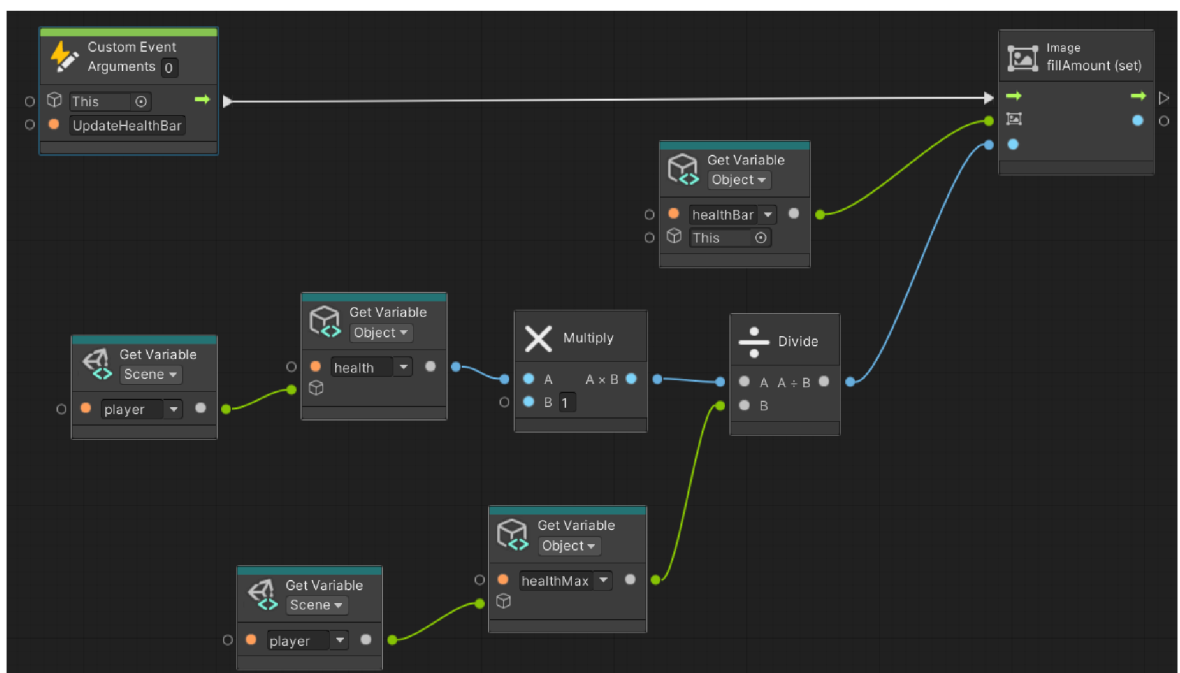 Custom Event
Arguments 0
This
UpdateHealthBar
Image
fillAmount (set)
Get Variable
Object
healthBar
This
Get Variable
Scene
player
Get Variable
Object
health
Multiply
A A × B
B 1
Divide
A A ÷ B
B
Get Variable
Object
healthMax
Get Variable
Scene
player